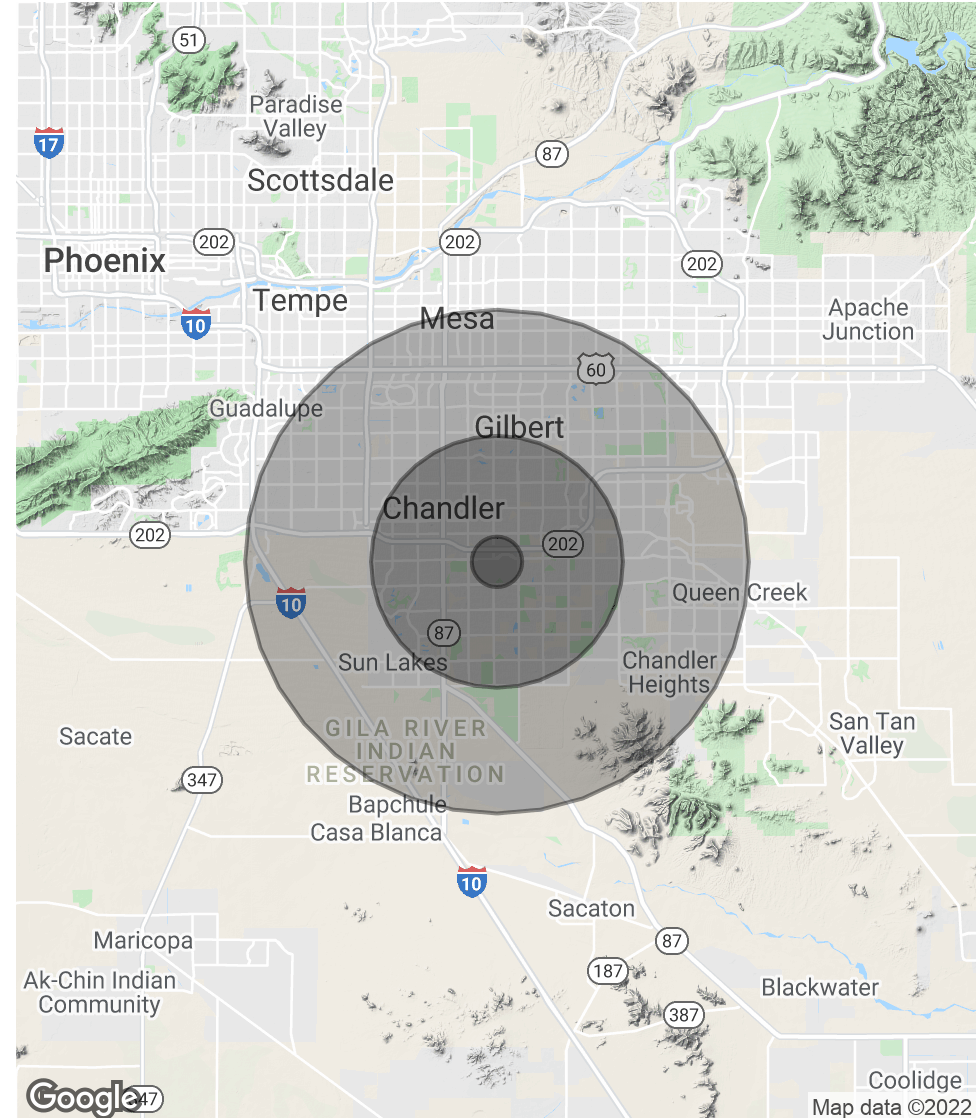 51
Paradise
Valley
17
87
Scottsdale
202
202
Phoenix
202
Tempe
10
Mesa
Apache
Junction
60
Guadalupe
Gilbert
Chandler
202
202
10
Queen Creek
87
Sun Lakes
Chandler
Heights
San Tan
Valley
GILA RIVER
INDIAN
RESERVATION
Sacate
347
Bapchule
Casa Blanca
10
Sacaton
Maricopa
87
187
Ak-Chin Indian
Community
Blackwater
387
Coolidge
Google
47
Map data ©2022